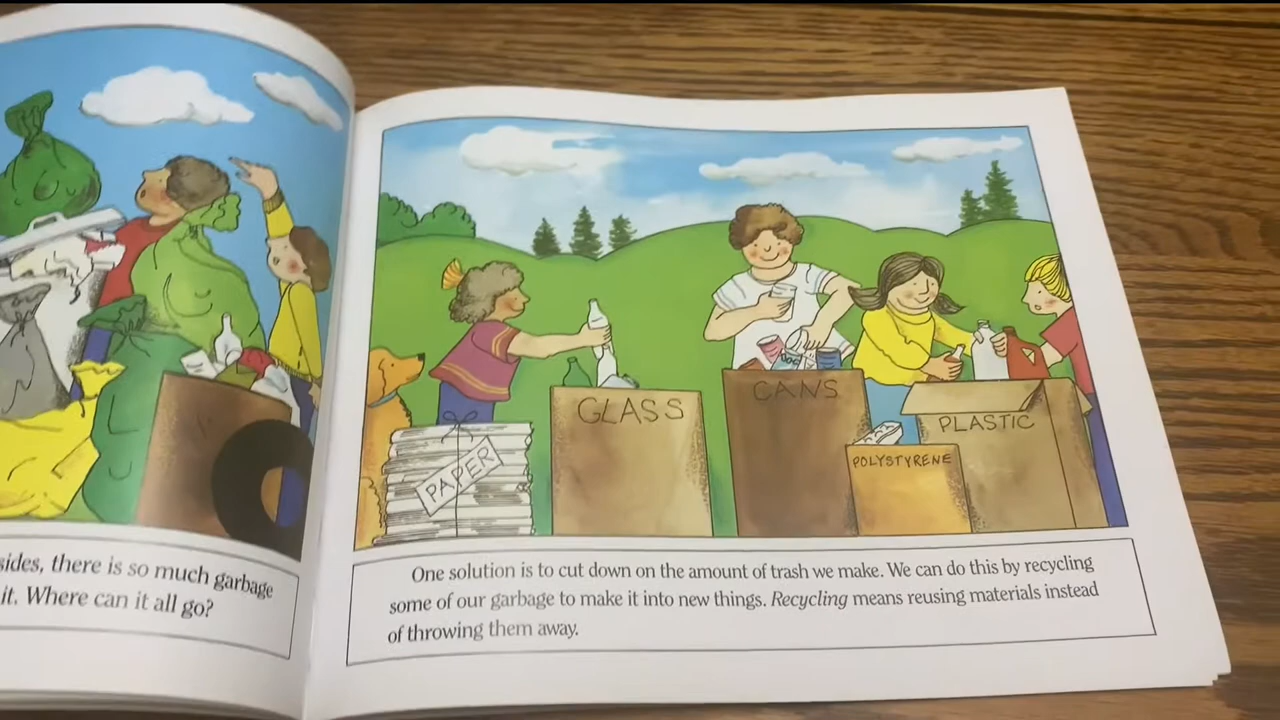 sides, there is so much garbage
it. Where can it all go?
GLASS
CANS
PLASTIC
POLYSTYRENE
PAPER
One solution is to cut down on the amount of trash we make. We can do this by recycling
some of our garbage to make it into new things. Recycling means reusing materials instead
of throwing them away.